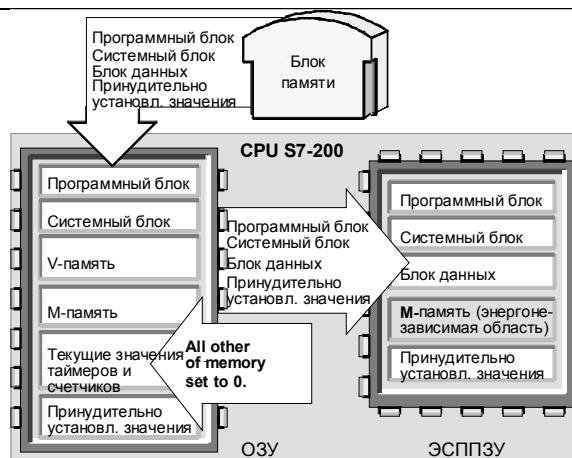 Программный блок
Системный блок
Блок данных
Принудительно
установл. значения
Блок
памяти
CPU S7-200
Программный блок
Системный блок
V-память
М-память
Текущие значения
таймеров и
счетчиков
Принудительно
установл. значения
Программный блок
Системный блок
Блок данных
Принудительно
установл. значения
All other
of memory
set to 0.
Программный блок
Системный блок
Блок данных
М-память (энергоне-
зависимая область)
Принудительно
установл. значения
ОЗУ
ЭСППЗУ